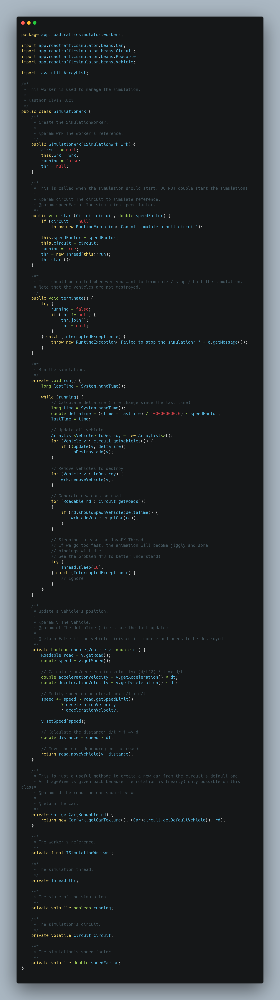 package app.roadtrafficsimulator.workers;

import app.roadtrafficsimulator.beans.Car;
import app.roadtrafficsimulator.beans.Circuit;
import app.roadtrafficsimulator.beans.Roadable;
import app.roadtrafficsimulator.beans.Vehicle;

import java.util.ArrayList;

/**
 * This worker is used to manage the simulation.
 *
 * @author Elvin Kuci
 */
public class SimulationWrk {
    /**
     * Create the SimulationWorker.
     *
     * @param wrk The worker's reference.
     */
    public SimulationWrk(ISimulationWrk wrk) {
        circuit = null;
        this.wrk = wrk;
        running = false;
        thr = null;
    }

    /**
     * This is called when the simulation should start. DO NOT double start the simulation!
     *
     * @param circuit The circuit to simulate reference.
     * @param speedFactor The simulation speed factor.
     */
    public void start(Circuit circuit, double speedFactor) {
        if (circuit == null)
            throw new RuntimeException("Cannot simulate a null circuit");

        this.speedFactor = speedFactor;
        this.circuit = circuit;
        running = true;
        thr = new Thread(this::run);
        thr.start();
    }

    /**
     * This should be called whenever you want to terminate / stop / halt the simulation.
     * Note that the vehicles are not destroyed.
     */
    public void terminate() {
        try {
            running = false;
            if (thr != null) {
                thr.join();
                thr = null;
            }
        } catch (InterruptedException e) {
            throw new RuntimeException("Failed to stop the simulation: " + e.getMessage());
        }
    }

    /**
     * Run the simulation.
     */
    private void run() {
        long lastTime = System.nanoTime();

        while (running) {
            // Calculate deltatime (time change since the last time)
            long time = System.nanoTime();
            double deltaTime = ((time - lastTime) / 1000000000.0) * speedFactor;
            lastTime = time;

            // Update all vehicle
            ArrayList<Vehicle> toDestroy = new ArrayList<>();
            for (Vehicle v : circuit.getVehicles()) {
                if (!update(v, deltaTime))
                    toDestroy.add(v);
            }

            // Remove vehicles to destroy
            for (Vehicle v : toDestroy) {
                wrk.removeVehicle(v);
            }

            // Generate new cars on road
            for (Roadable rd : circuit.getRoads())
            {
                if (rd.shouldSpawnVehicle(deltaTime)) {
                    wrk.addVehicle(getCar(rd));
                }
            }

            // Sleeping to ease the JavaFX Thread
            // If we go too fast, the animation will become jiggly and some
            // bindings will die.
            // See the problem N°3 to better understand!
            try {
                Thread.sleep(16);
            } catch (InterruptedException e) {
                // Ignore
            }
        }
    }

    /**
     * Update a vehicle's position.
     *
     * @param v The vehicle.
     * @param dt The deltaTime (time since the last update)
     *
     * @return False if the vehicle finished its course and needs to be destroyed.
     */
    private boolean update(Vehicle v, double dt) {
        Roadable road = v.getRoad();
        double speed = v.getSpeed();

        // Calculate ac/deceleration velocity: (d/t^2) * t => d/t
        double accelerationVelocity = v.getAcceleration() * dt;
        double decelerationVelocity = v.getDeceleration() * dt;

        // Modify speed on acceleration: d/t + d/t
        speed += speed > road.getSpeedLimit()
                ? decelerationVelocity
                : accelerationVelocity;

        v.setSpeed(speed);

        // Calculate the distance: d/t * t => d
        double distance = speed * dt;

        // Move the car (depending on the road)
        return road.moveVehicle(v, distance);
    }

    /**
     * This is just a useful methode to create a new car from the circuit's default one.
     * An ImageView is given back because the rotation is (nearly) only possible on this
class!
     * @param rd The road the car should be on.
     *
     * @return The car.
     */
    private Car getCar(Roadable rd) {
        return new Car(wrk.getCarTexture(), (Car)circuit.getDefaultVehicle(), rd);
    }

    /**
     * The worker's reference.
     */
    private final ISimulationWrk wrk;

    /**
     * The simulation thread.
     */
    private Thread thr;

    /**
     * The state of the simulation.
     */
    private volatile boolean running;

    /**
     * The simulation's circuit.
     */
    private volatile Circuit circuit;

    /**
     * The simulation's speed factor.
     */
    private volatile double speedFactor;
}